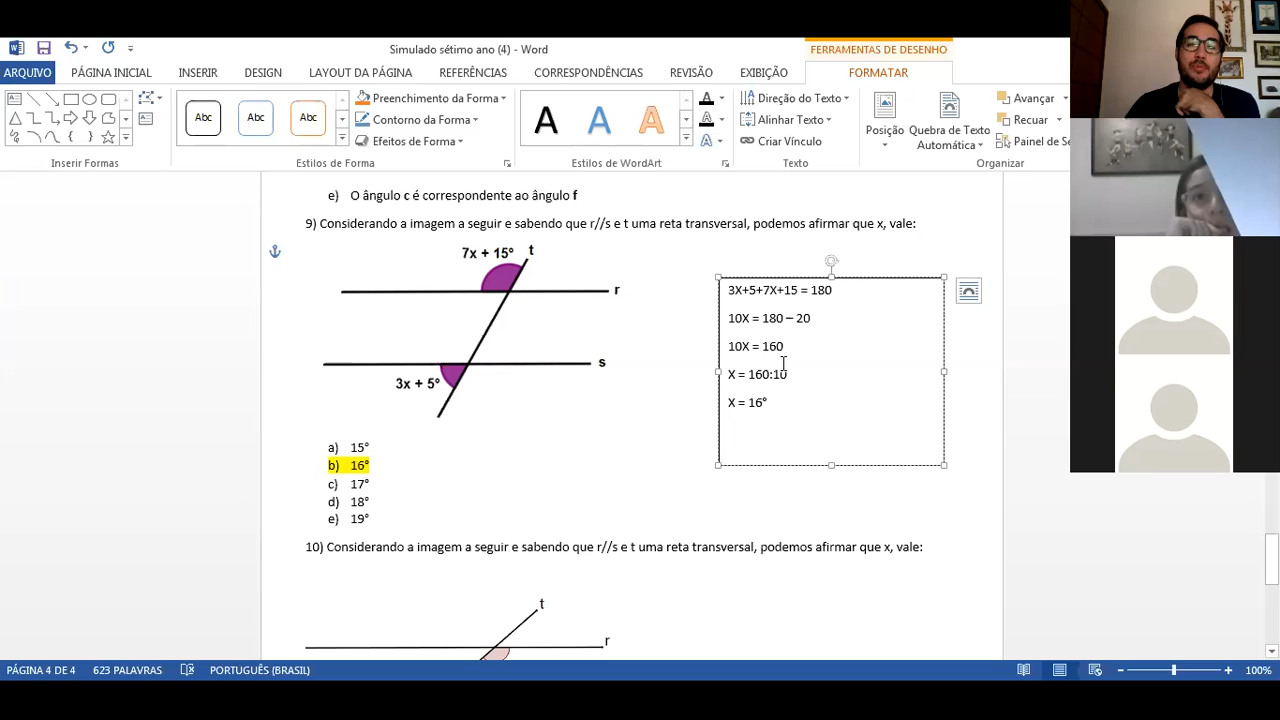 Simulado sétimo ano (4) - Word
FERRAMENTAS DE DESENHO
ARQUIVO PÁGINA INICIAL INSERIR DESIGN LAYOUT DA PÁGINA REFERÊNCIAS CORRESPONDÊNCIAS REVISÃO EXIBIÇÃO FORMATAR
Abc Abc Abc
Preenchimento da Forma
Contorno da Forma
Efeitos de Forma
A A A
Direção do Texto
Alinhar Texto
Criar Vínculo
Posição
Quebra de Texto
Automática
Avançar
Recuar
Painel de Se
Inserir Formas Estilos de Forma Estilos de WordArt Texto Organizar
e) O ângulo c é correspondente ao ângulo f
9) Considerando a imagem a seguir e sabendo que r//s e t uma reta transversal, podemos afirmar que x, vale:
7x + 15° t
r
s
3x + 5°
3X+5+7X+15 = 180
10X = 180 – 20
10X = 160
X = 160:10
X = 16°
a) 15°
b) 16°
c) 17°
d) 18°
e) 19°
10) Considerando a imagem a seguir e sabendo que r//s e t uma reta transversal, podemos afirmar que x, vale:
t
r
PÁGINA 4 DE 4 623 PALAVRAS PORTUGUÊS (BRASIL) 100%